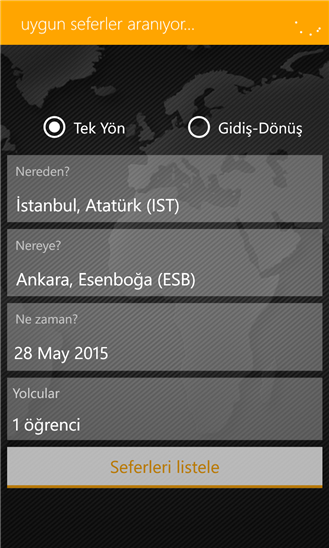 uygun seferler aranıyor...
Tek Yön Gidiş-Dönüş
Nereden?
İstanbul, Atatürk (IST)
Nereye?
Ankara, Esenboğa (ESB)
Ne zaman?
28 May 2015
Yolcular
1 öğrenci
Seferleri listele